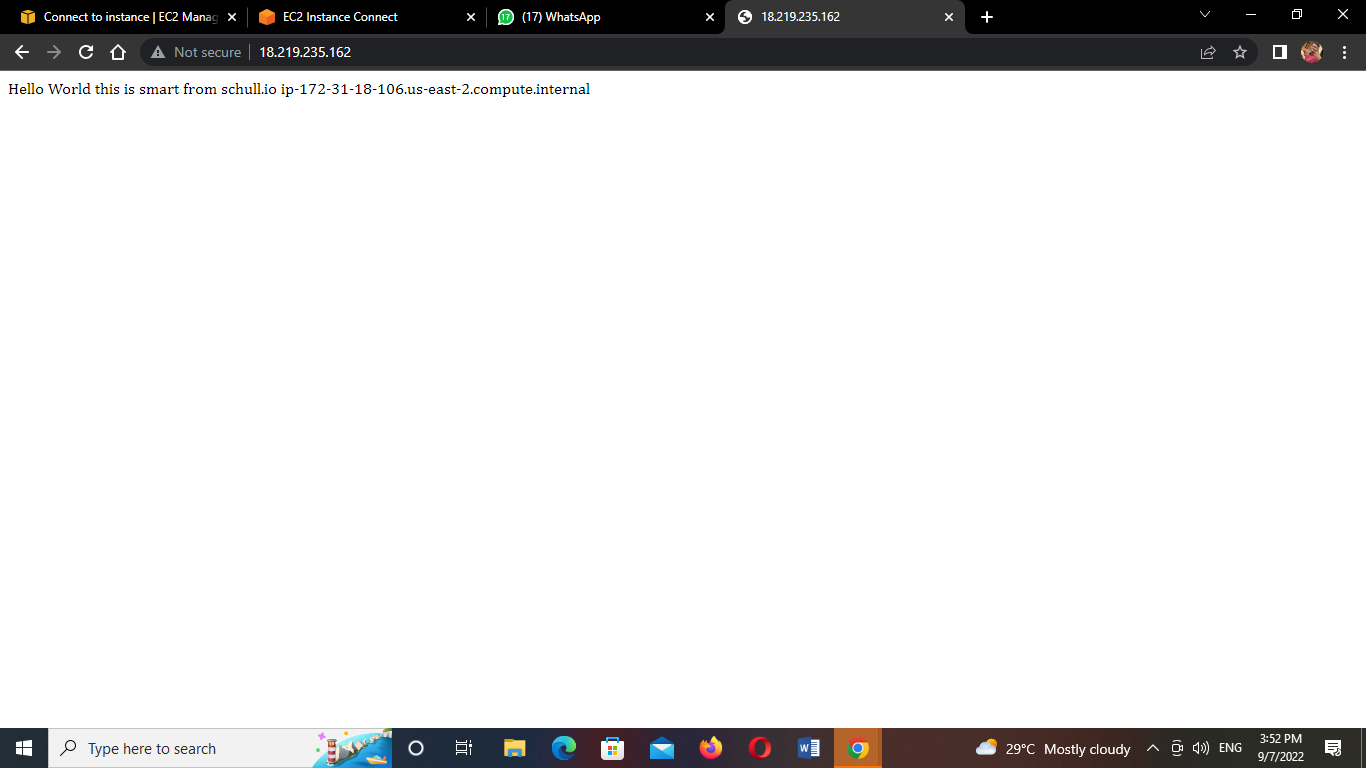 Connect to instance | EC2 Manag
EC2 Instance Connect
17
(17) WhatsApp
18.219.235.162
Not secure
18.219.235.162
Hello World this is smart from schull.io ip-172-31-18-106.us-east-2.compute.internal
Type here to search
29°C Mostly cloudy
ENG
3:52 PM
9/7/2022